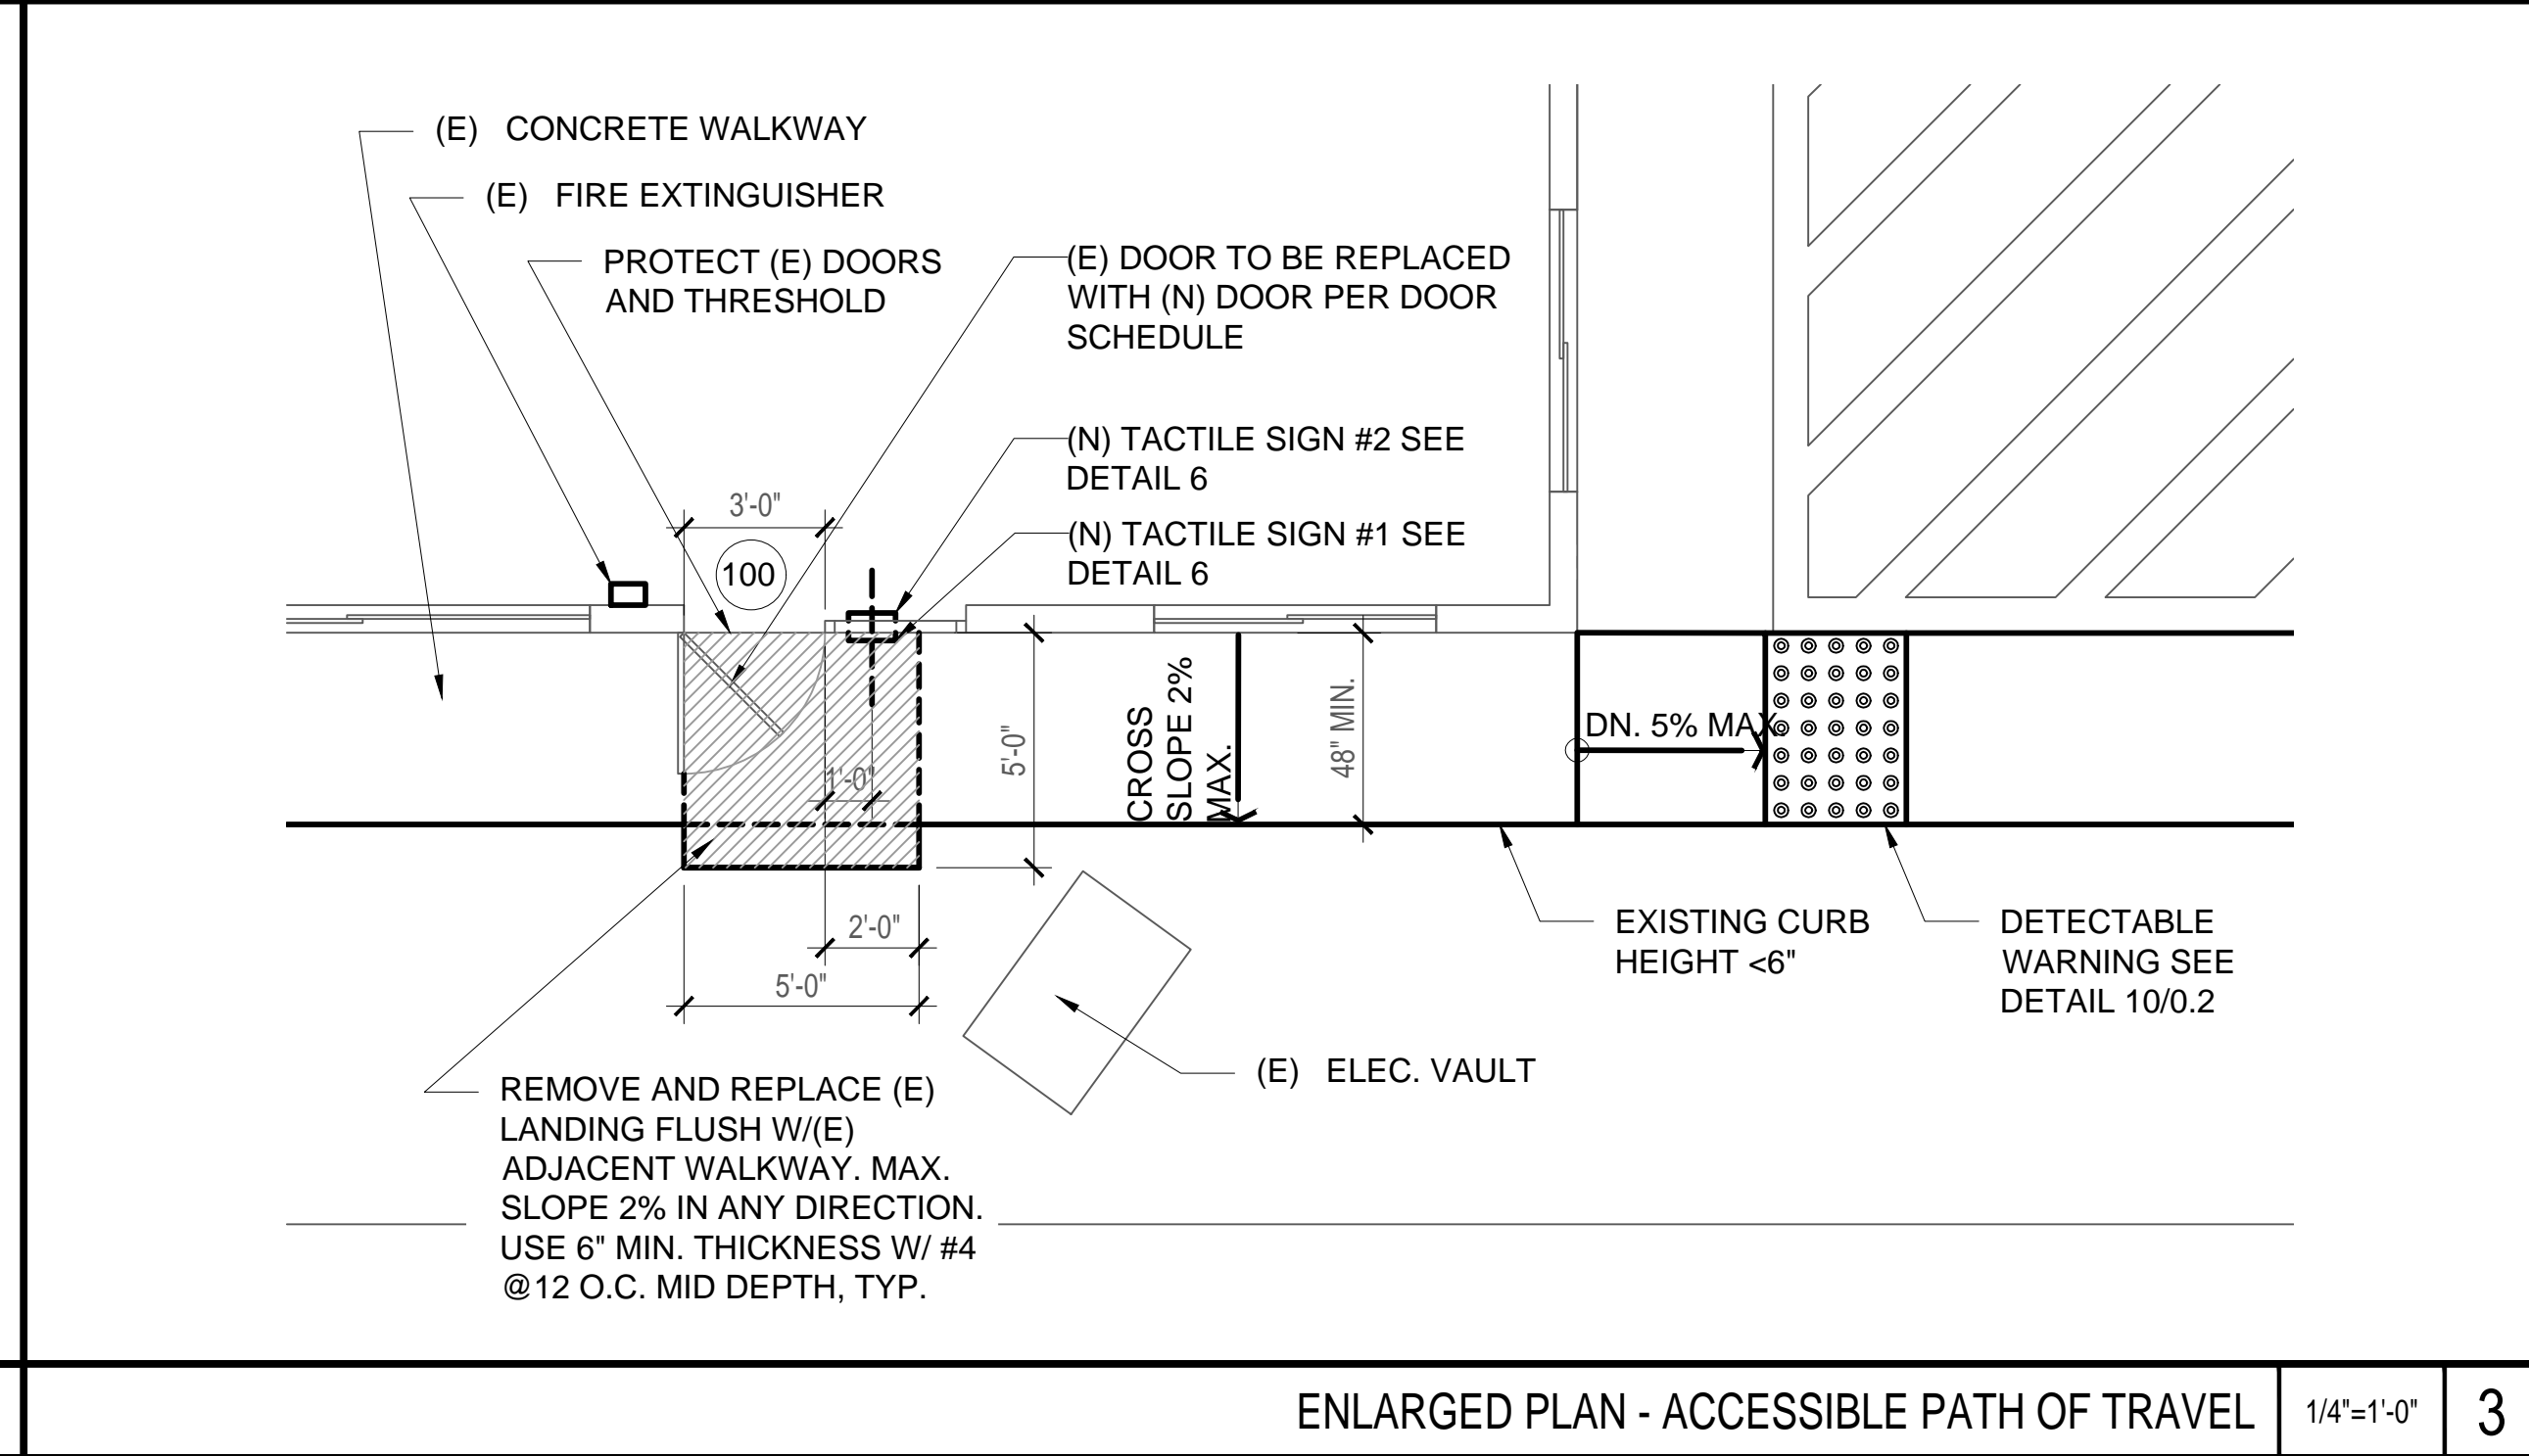 (E) CONCRETE WALKWAY
(E) FIRE EXTINGUISHER
PROTECT (E) DOORS
AND THRESHOLD
(E) DOOR TO BE REPLACED
WITH (N) DOOR PER DOOR
SCHEDULE
(N) TACTILE SIGN #2 SEE
DETAIL 6
(N) TACTILE SIGN #1 SEE
DETAIL 6
3'-0"
100
1'-0"
5'-0"
CROSS
SLOPE 2%
MAX.
48" MIN.
DN. 5% MAX.
2'-0"
5'-0"
EXISTING CURB
HEIGHT <6"
DETECTABLE
WARNING SEE
DETAIL 10/0.2
(E) ELEC. VAULT
REMOVE AND REPLACE (E)
LANDING FLUSH W/(E)
ADJACENT WALKWAY. MAX.
SLOPE 2% IN ANY DIRECTION.
USE 6" MIN. THICKNESS W/ #4
@12 O.C. MID DEPTH, TYP.
ENLARGED PLAN - ACCESSIBLE PATH OF TRAVEL
1/4"=1'-0"
3